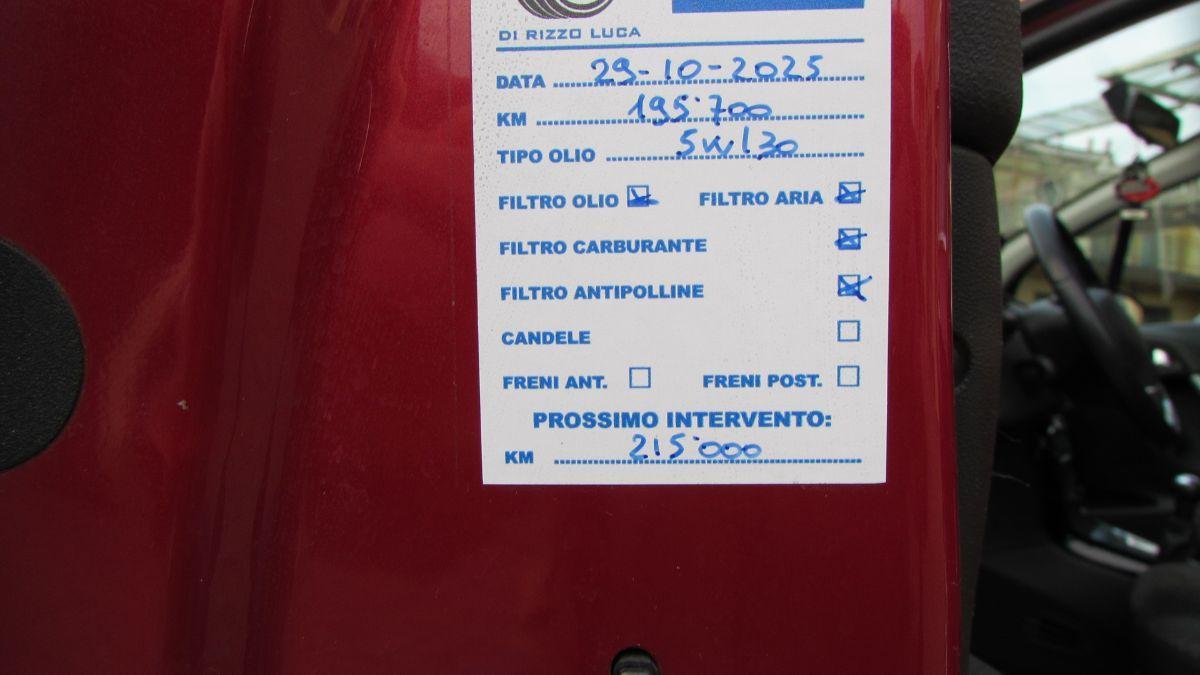 DI RIZZO LUCA
DATA 29-10-2025
KM 195'700
TIPO OLIO 5W/30
FILTRO OLIO FILTRO ARIA
FILTRO CARBURANTE
FILTRO ANTIPOLLINE
CANDELE
FRENI ANT. FRENI POST.
PROSSIMO INTERVENTO:
KM 215'000